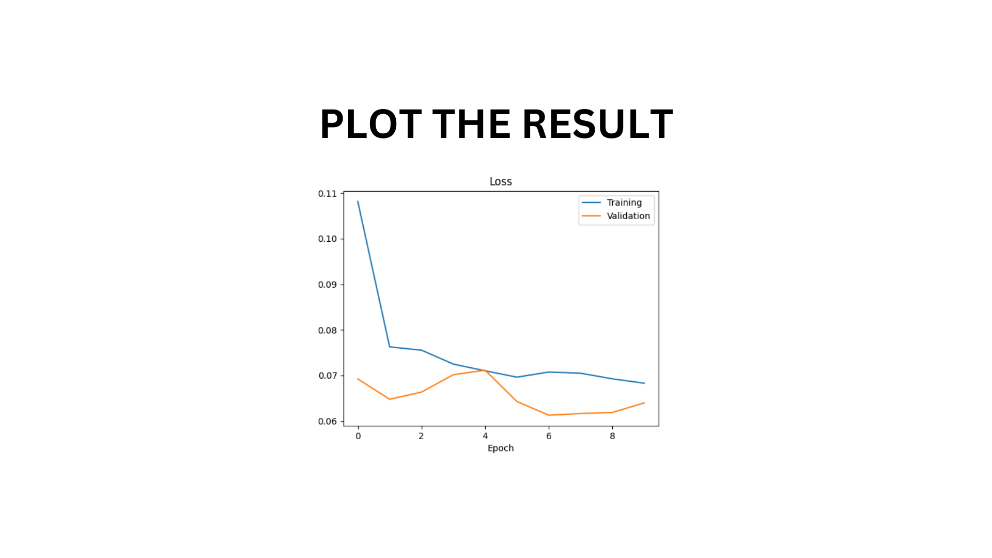 PLOT THE RESULT
Loss
Training
Validation
0.11
0.10
0.09
0.08
0.07
0.06
0 2 4 6 8
Epoch